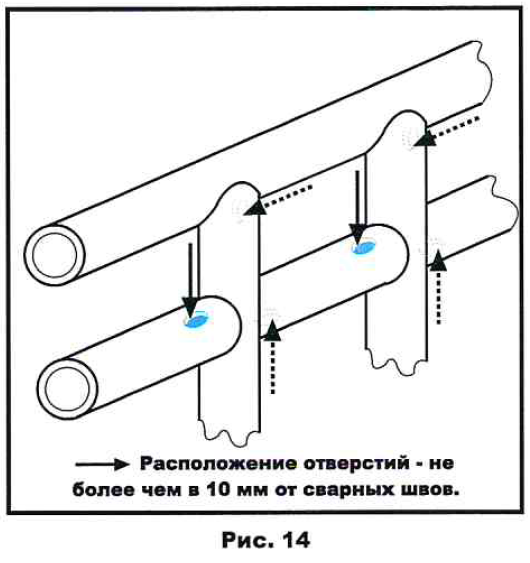 Расположение отверстий - не
более чем в 10 мм от сварных швов.
Рис. 14